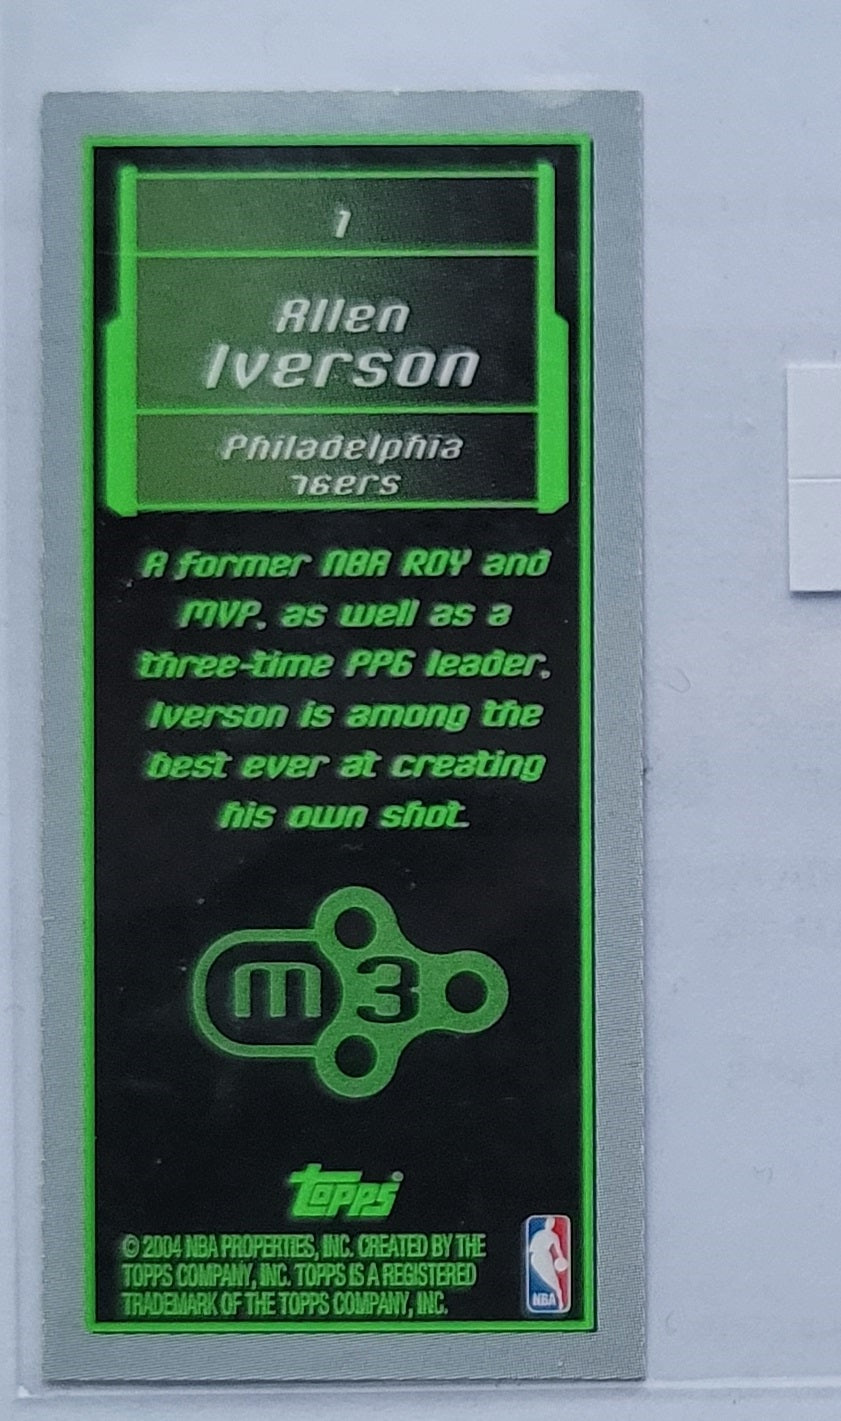 1
Allen
Iverson
Philadelphia
76ers
A former NBA ROY and
MVP, as well as a
three-time PPG leader,
Iverson is among the
best ever at creating
his own shot.
m3
topps
© 2004 NBA PROPERTIES, INC. CREATED BY THE
TOPPS COMPANY, INC. TOPPS IS A REGISTERED
TRADEMARK OF THE TOPPS COMPANY, INC.
NBA